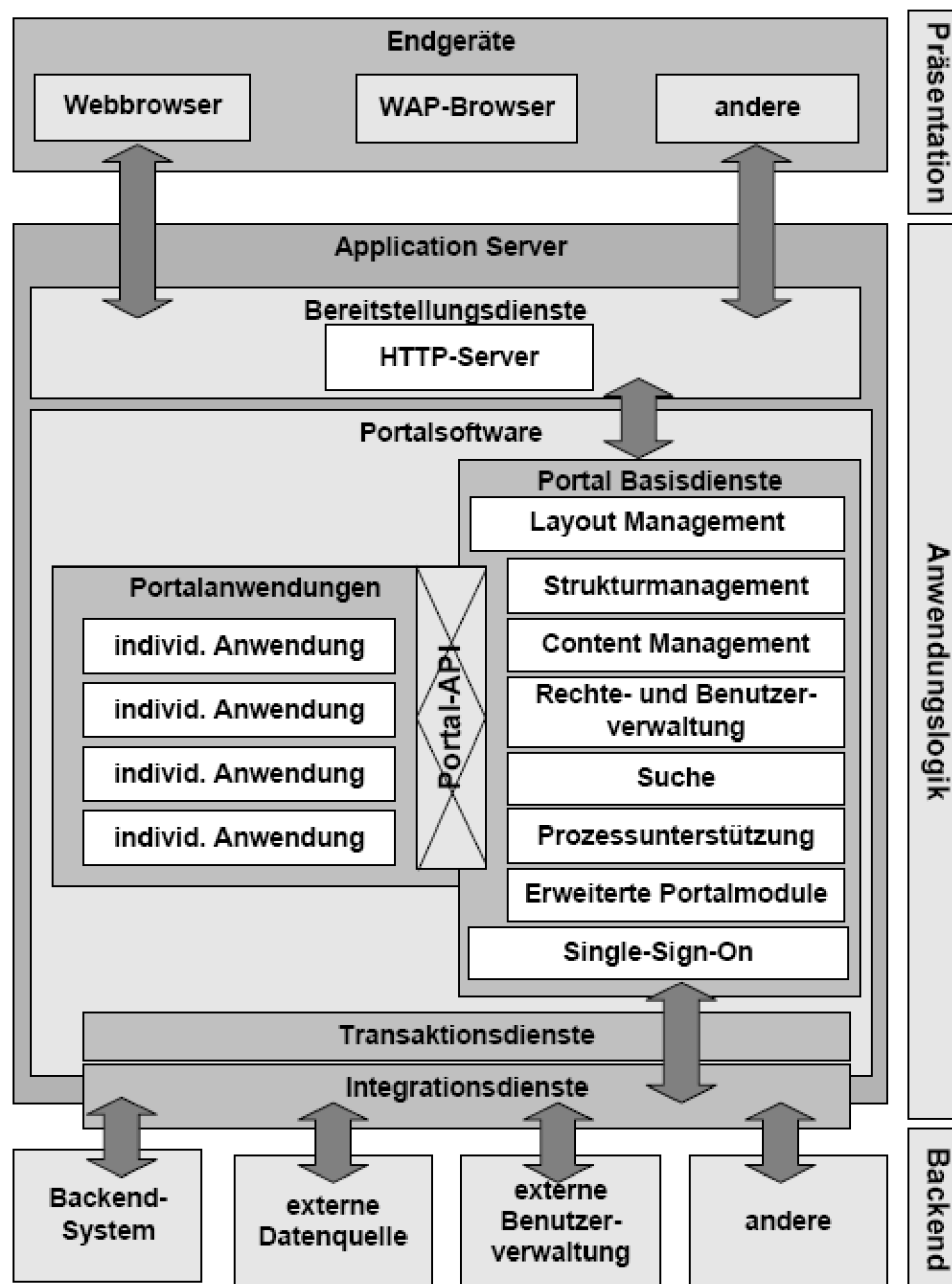 Endgeräte
Webbrowser
WAP-Browser
andere
Präsentation
Application Server
Bereitstellungsdienste
HTTP-Server
Portalsoftware
Portal Basisdienste
Layout Management
Strukturmanagement
Content Management
Rechte- und Benutzer-
verwaltung
Suche
Prozessunterstützung
Erweiterte Portalmodule
Single-Sign-On
Portalanwendungen
individ. Anwendung
individ. Anwendung
individ. Anwendung
individ. Anwendung
Portal-API
Transaktionsdienste
Integrationsdienste
Anwendungslogik
Backend-
System
externe
Datenquelle
externe
Benutzer-
verwaltung
andere
Backend